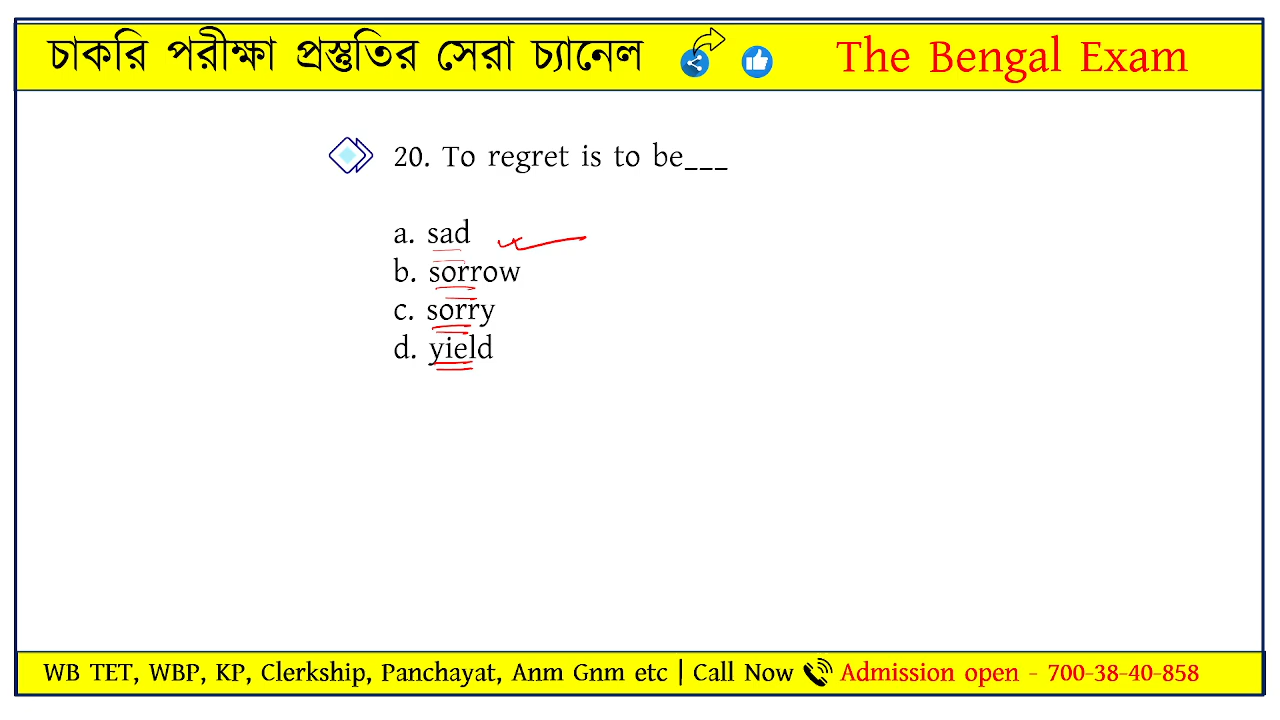 চাকরি পরীক্ষা প্রস্তুতির সেরা চ্যানেল The Bengal Exam
20. To regret is to be___
a. sad
b. sorrow
c. sorry
d. yield
WB TET, WBP, KP, Clerkship, Panchayat, Anm Gnm etc | Call Now Admission open - 700-38-40-858